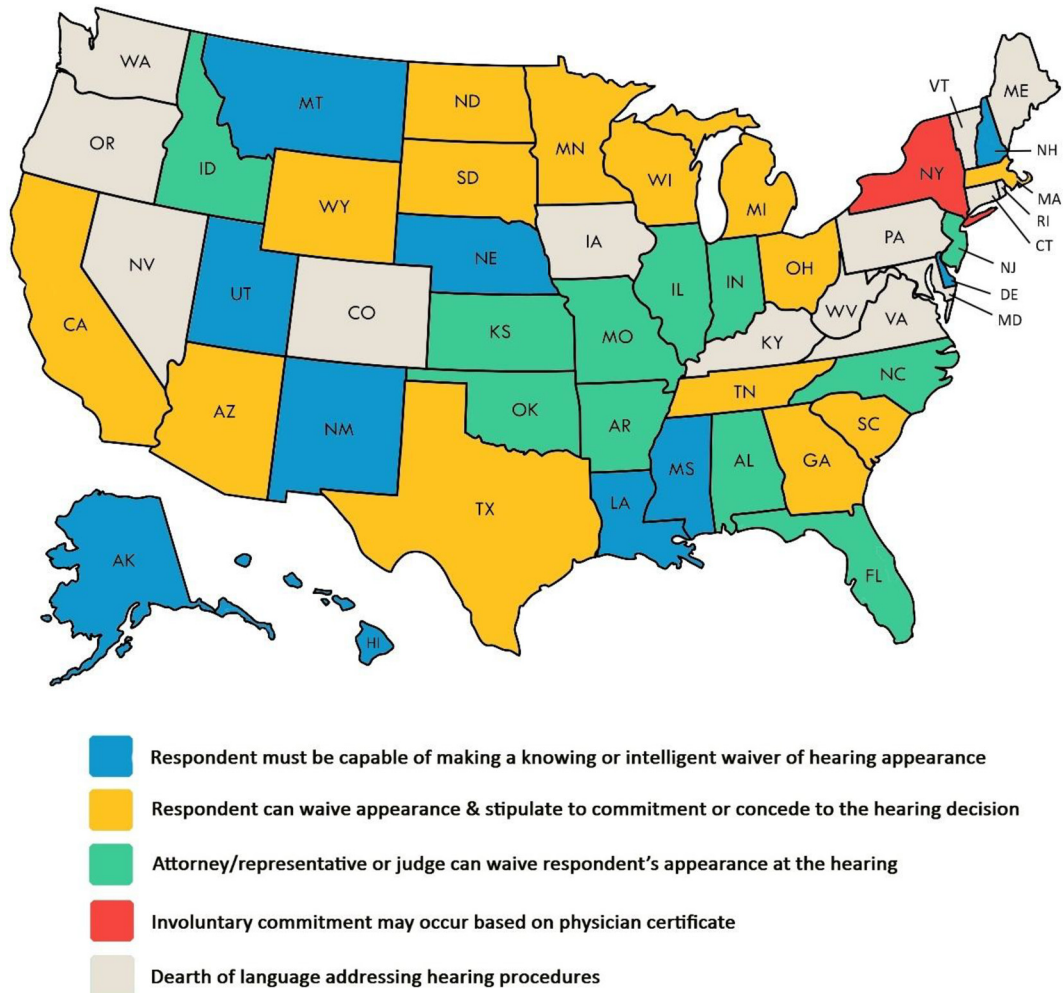 WA
MT
ND
MN
VT
ME
OR
ID
SD
WI
MI
NY
NH
MA
RI
CT
WY
NE
IA
PA
NJ
DE
MD
NV
UT
CO
KS
MO
IL
IN
OH
WV
VA
KY
CA
AZ
NM
OK
AR
TN
NC
SC
TX
LA
MS
AL
GA
FL
AK
HI
Respondent must be capable of making a knowing or intelligent waiver of hearing appearance
Respondent can waive appearance & stipulate to commitment or concede to the hearing decision
Attorney/representative or judge can waive respondent's appearance at the hearing
Involuntary commitment may occur based on physician certificate
Dearth of language addressing hearing procedures